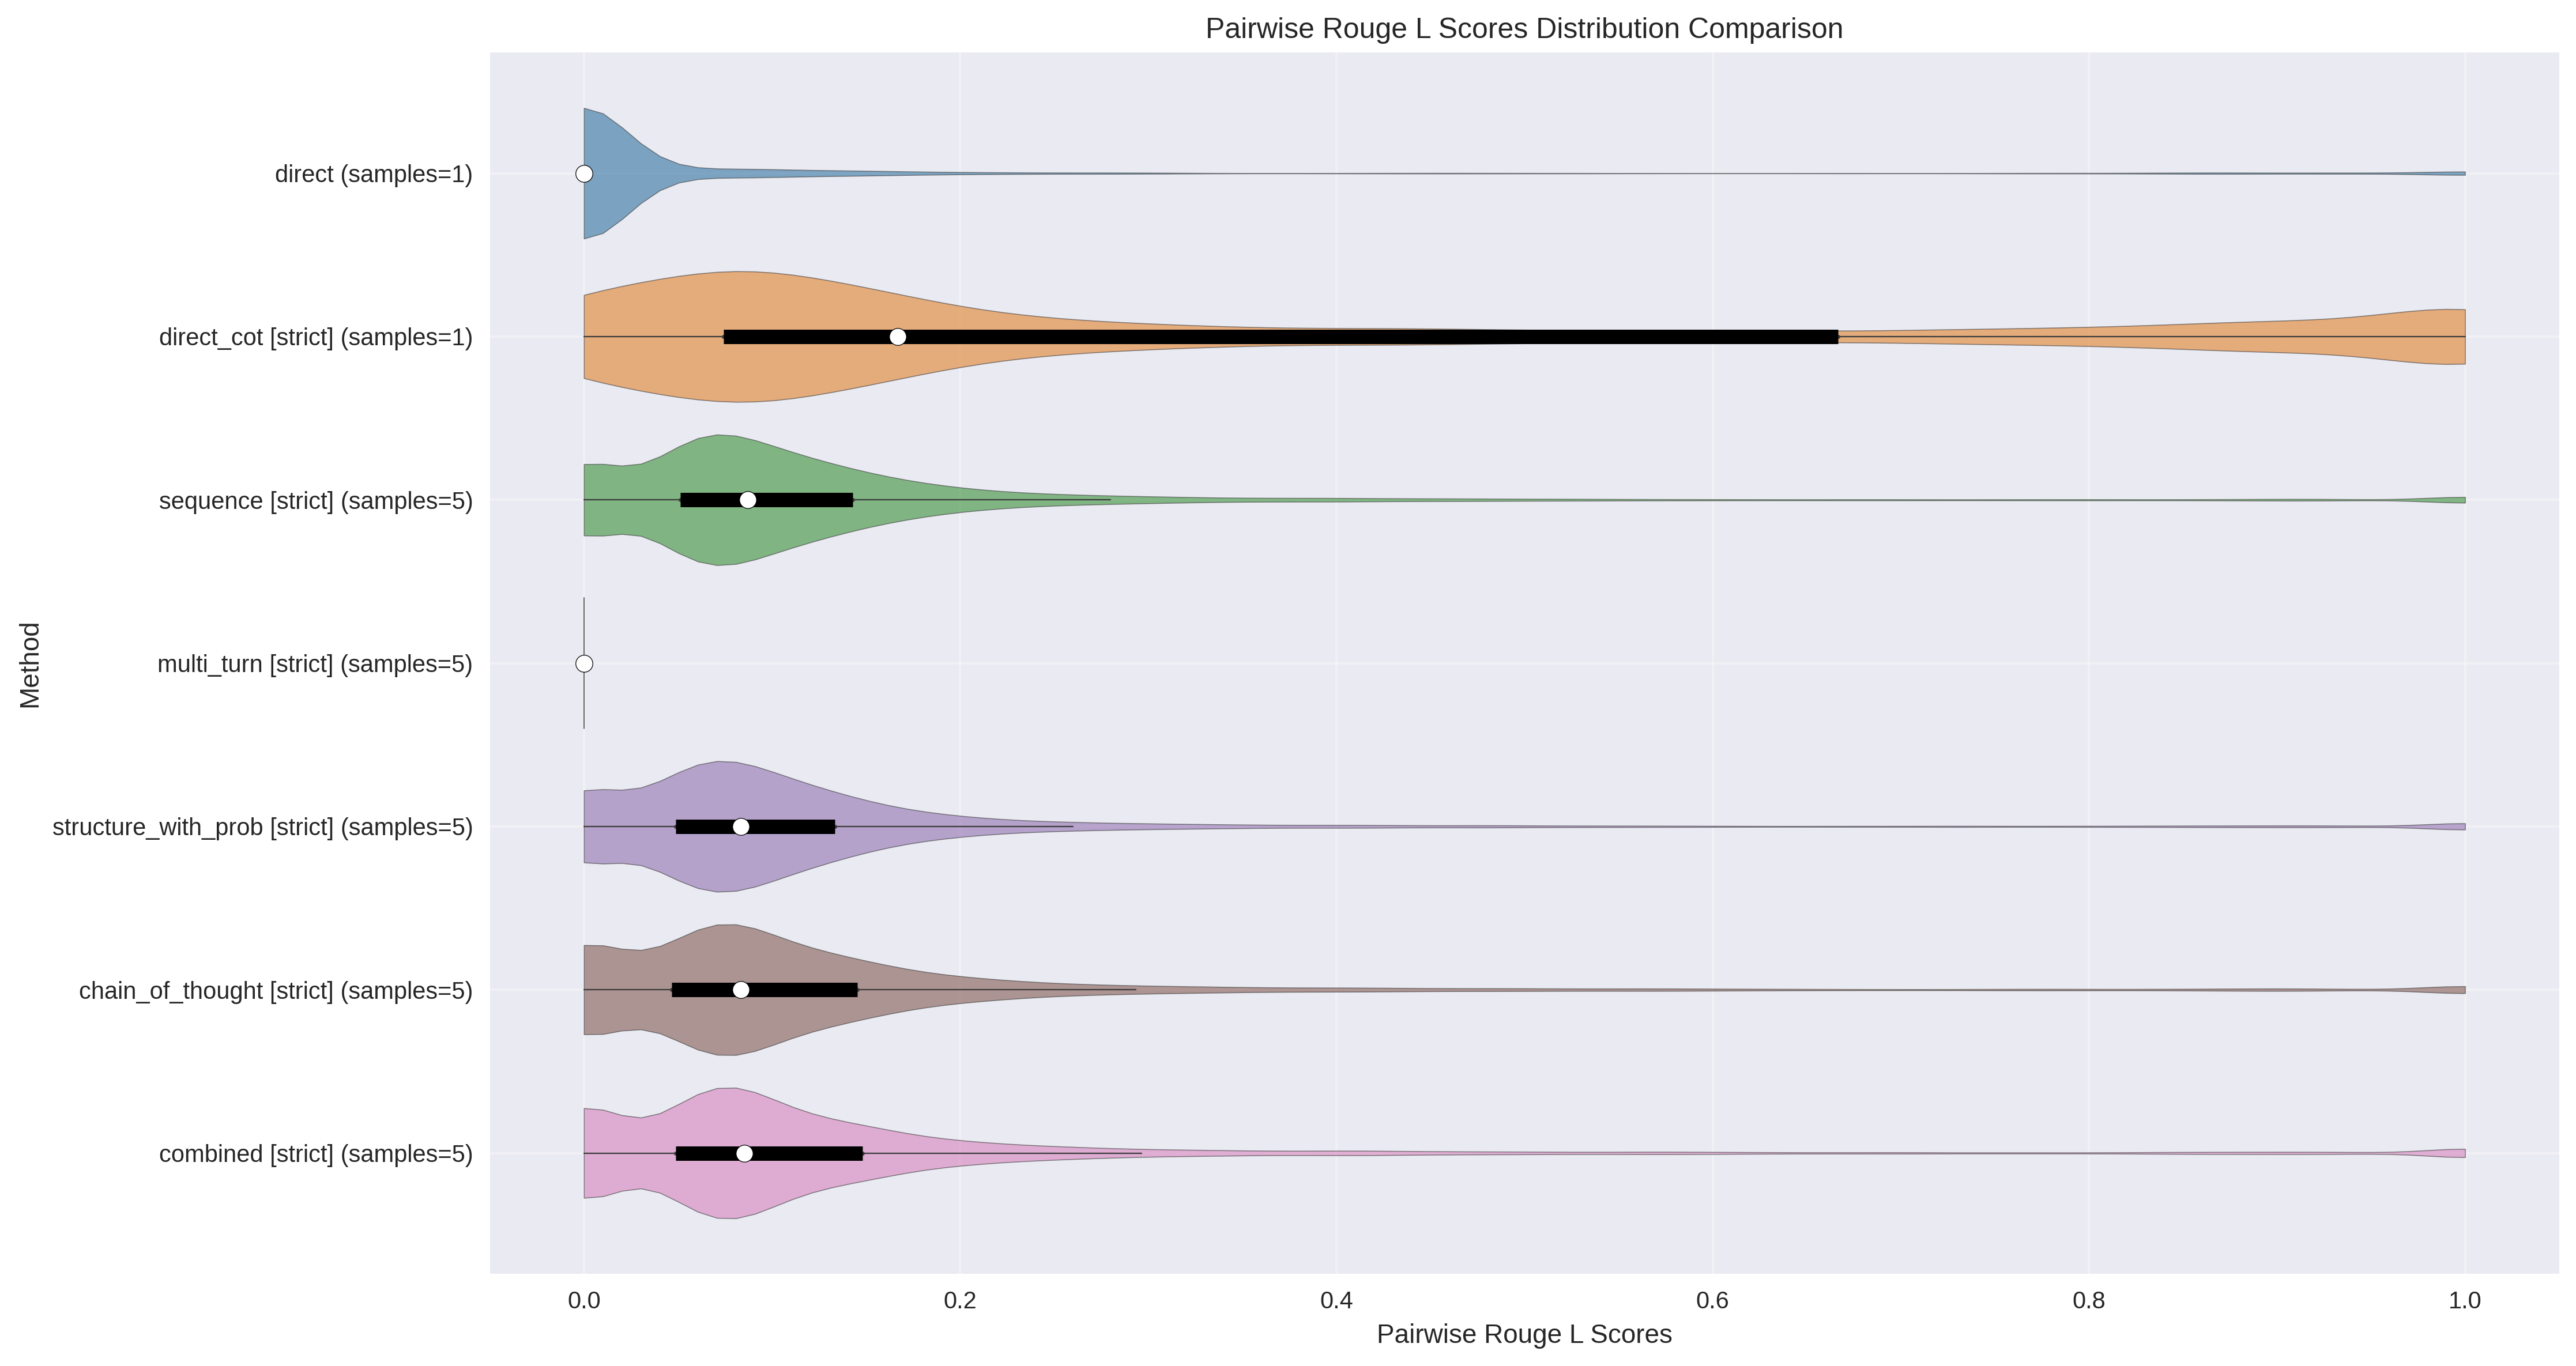 Pairwise Rouge L Scores Distribution Comparison
Method
direct (samples=1)
direct_cot [strict] (samples=1)
sequence [strict] (samples=5)
multi_turn [strict] (samples=5)
structure_with_prob [strict] (samples=5)
chain_of_thought [strict] (samples=5)
combined [strict] (samples=5)
0.0 0.2 0.4 0.6 0.8 1.0
Pairwise Rouge L Scores